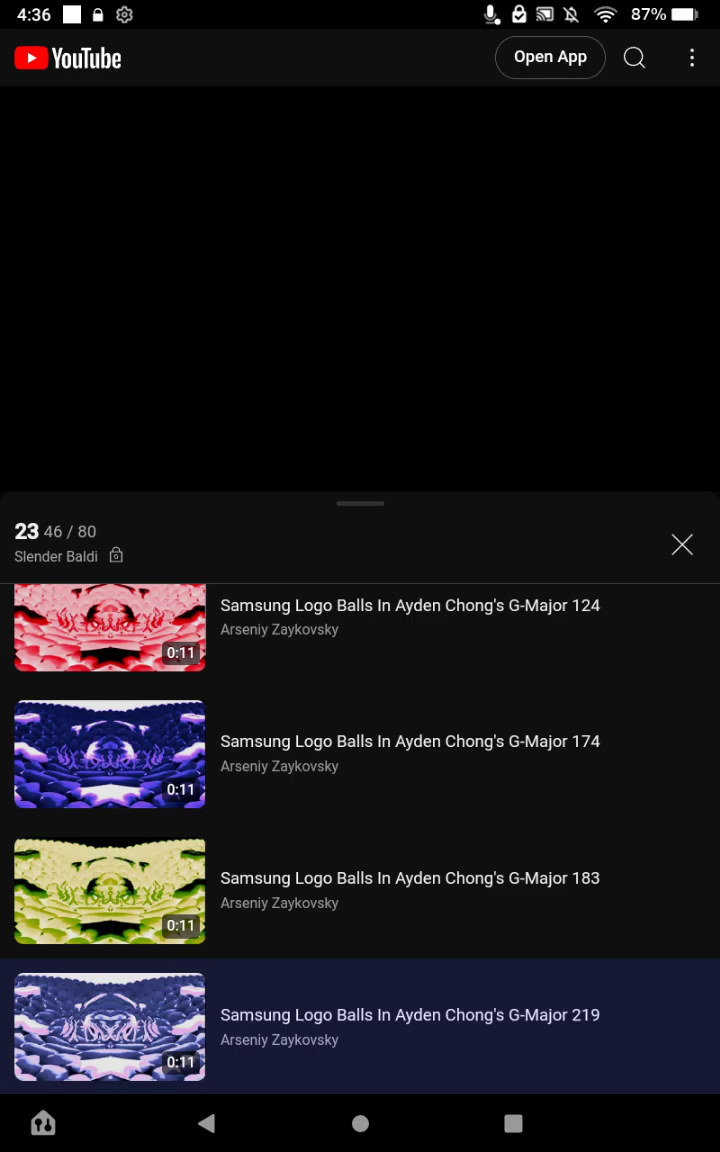 4:36
87%
YouTube
Open App
23 46 / 80
Slender Baldi
Samsung Logo Balls In Ayden Chong's G-Major 124
Arseniy Zaykovsky
0:11
Samsung Logo Balls In Ayden Chong's G-Major 174
Arseniy Zaykovsky
0:11
Samsung Logo Balls In Ayden Chong's G-Major 183
Arseniy Zaykovsky
0:11
Samsung Logo Balls In Ayden Chong's G-Major 219
Arseniy Zaykovsky
0:11